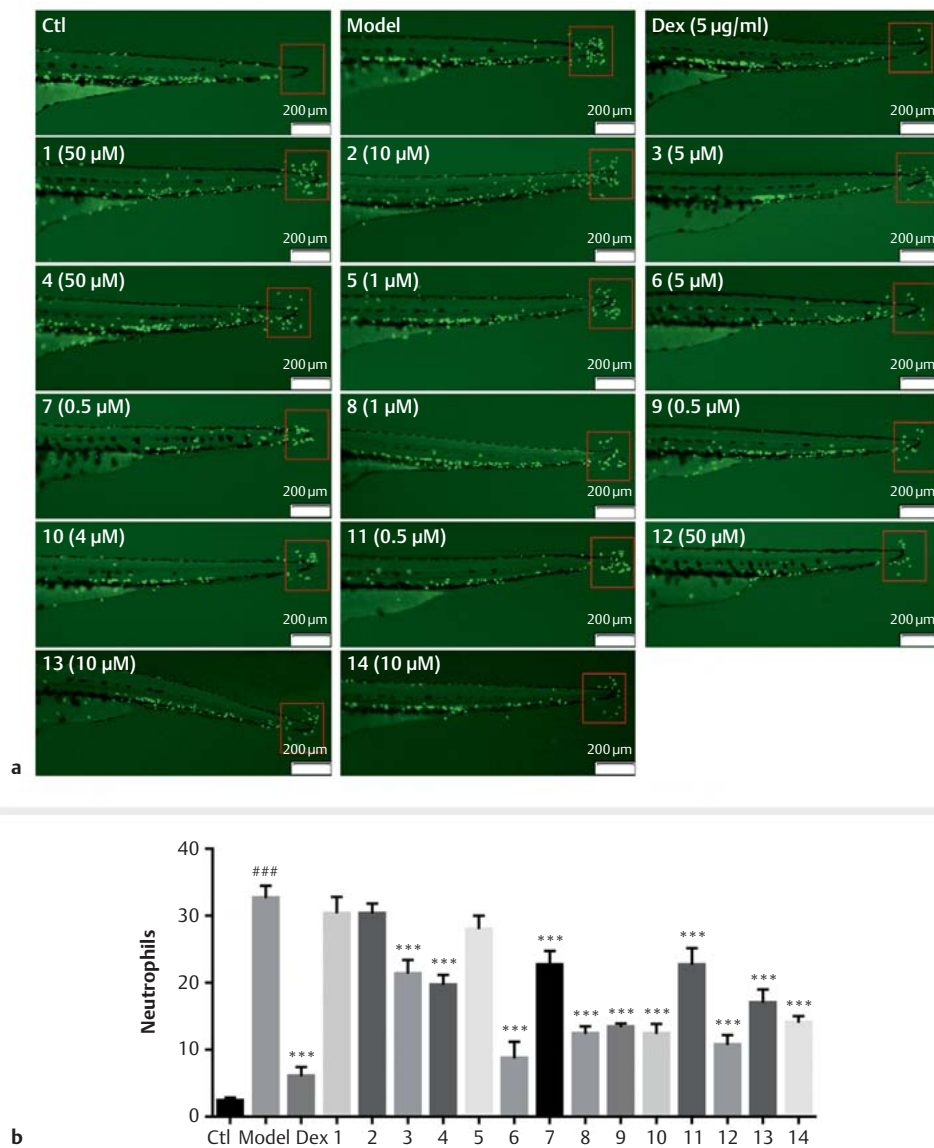 Ctl
200 µm
Model
200 µm
Dex (5 µg/ml)
200 µm
1 (50 µM)
200 µm
2 (10 µM)
200 µm
3 (5 µM)
200 µm
4 (50 µM)
200 µm
5 (1 µM)
200 µm
6 (5 µM)
200 µm
7 (0.5 µM)
200 µm
8 (1 µM)
200 µm
9 (0.5 µM)
200 µm
10 (4 µM)
200 µm
11 (0.5 µM)
200 µm
12 (50 µM)
200 µm
13 (10 µM)
200 µm
14 (10 µM)
200 µm
a
40
30
20
10
0
Neutrophils
###
***
***
***
***
***
***
***
***
***
***
***
***
Ctl Model Dex 1 2 3 4 5 6 7 8 9 10 11 12 13 14
b